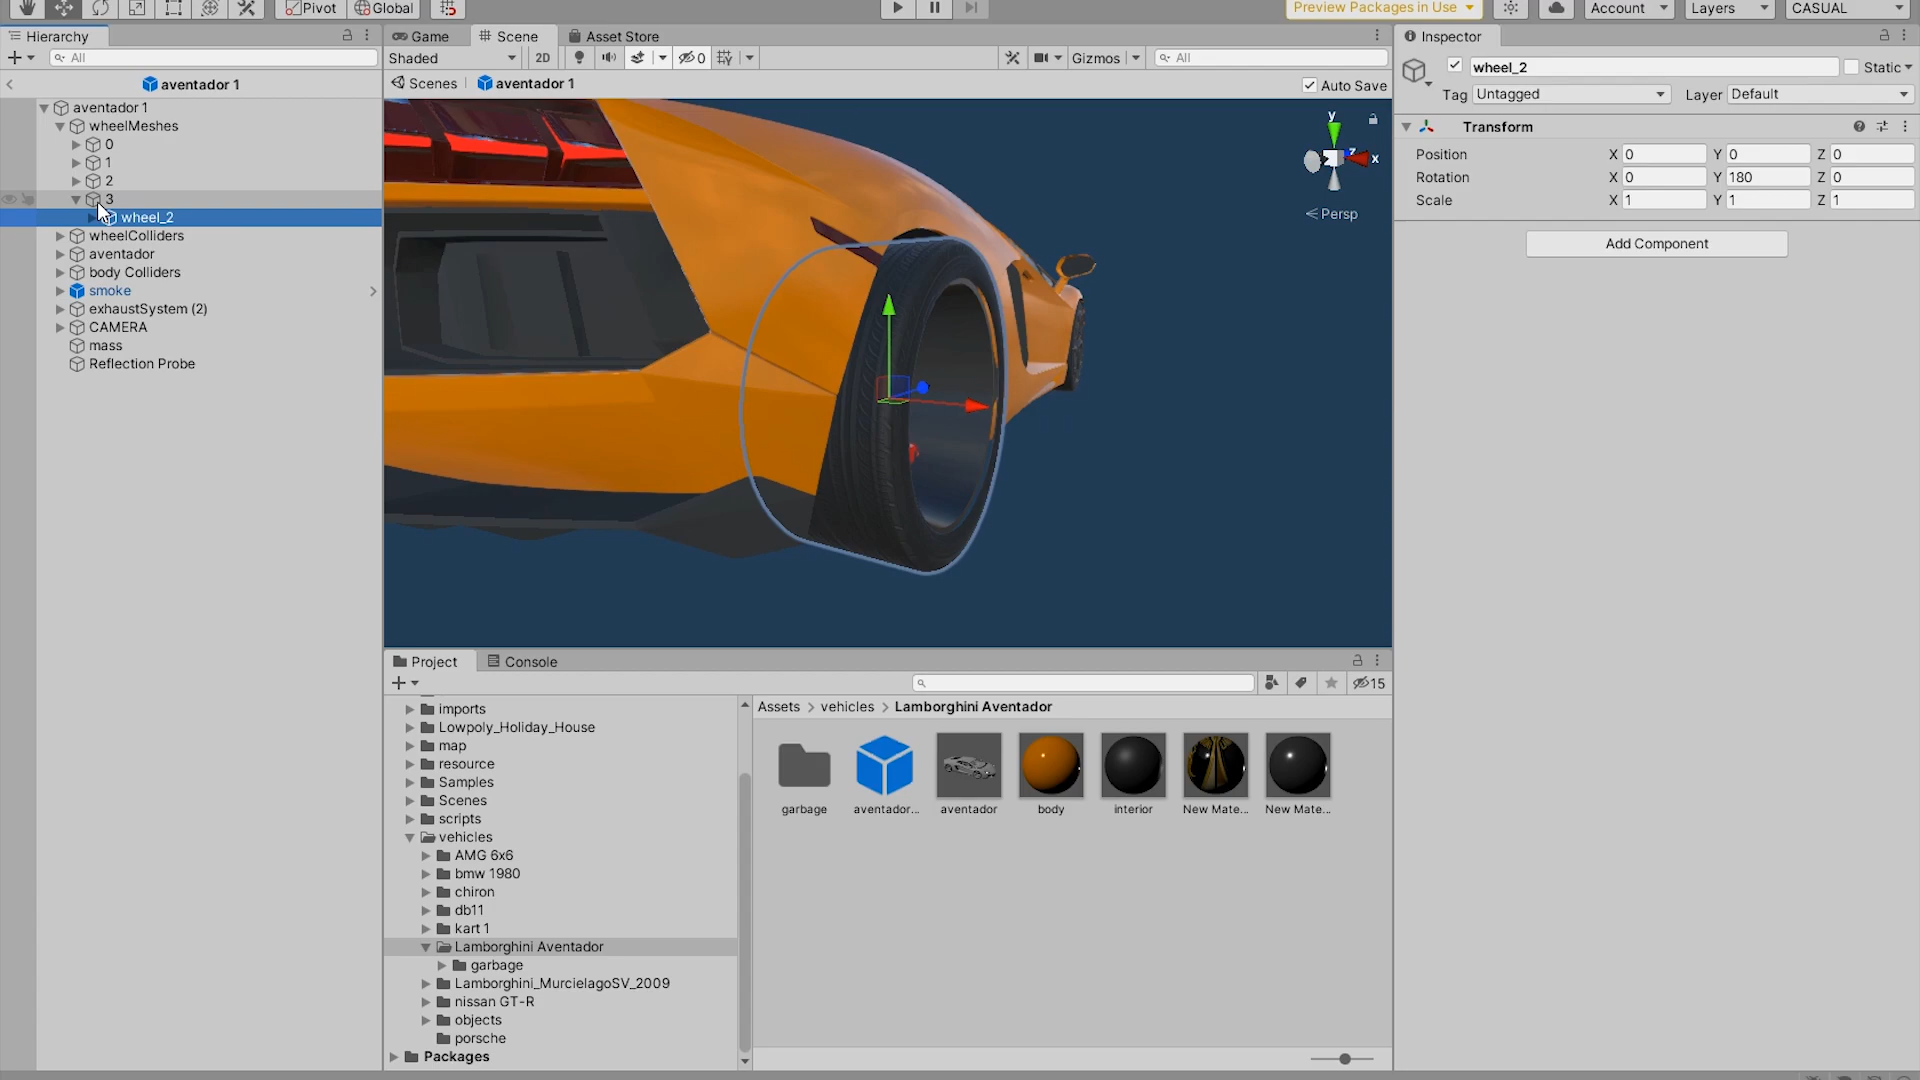 Pivot Global Preview Packages in Use Account Layers CASUAL
Hierarchy
All
aventador 1
aventador 1
wheelMeshes
0
1
2
3
wheel_2
wheelColliders
aventador
body Colliders
smoke
exhaustSystem (2)
CAMERA
mass
Reflection Probe
Game Scene Asset Store
Shaded 2D 0 Gizmos All
Scenes aventador 1 Auto Save
y
z
x
Persp
Inspector
wheel_2 Static
Tag Untagged Layer Default
Transform
Position X 0 Y 0 Z 0
Rotation X 0 Y 180 Z 0
Scale X 1 Y 1 Z 1
Add Component
Project Console
15
imports
Lowpoly_Holiday_House
map
resource
Samples
Scenes
scripts
vehicles
AMG 6x6
bmw 1980
chiron
db11
kart 1
Lamborghini Aventador
garbage
Lamborghini_MurcielagoSV_2009
nissan GT-R
objects
porsche
Packages
Assets > vehicles > Lamborghini Aventador
garbage aventador... aventador body interior New Mate... New Mate...